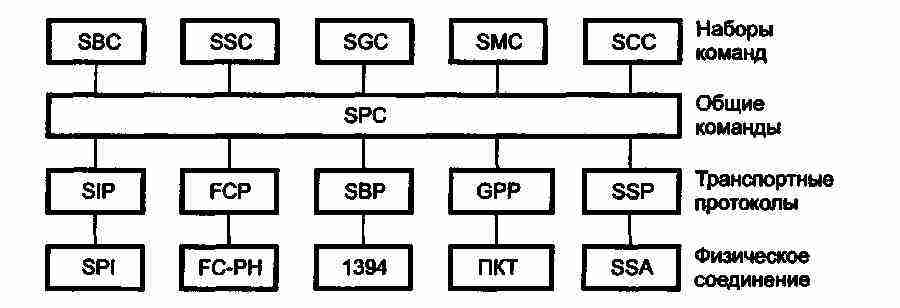 SBC SSC SGC SMC SCC Наборы
команд
SPC Общие
команды
SIP FCP SBP GPP SSP Транспортные
протоколы
SPI FC-PH 1394 ПКТ SSA Физическое
соединение